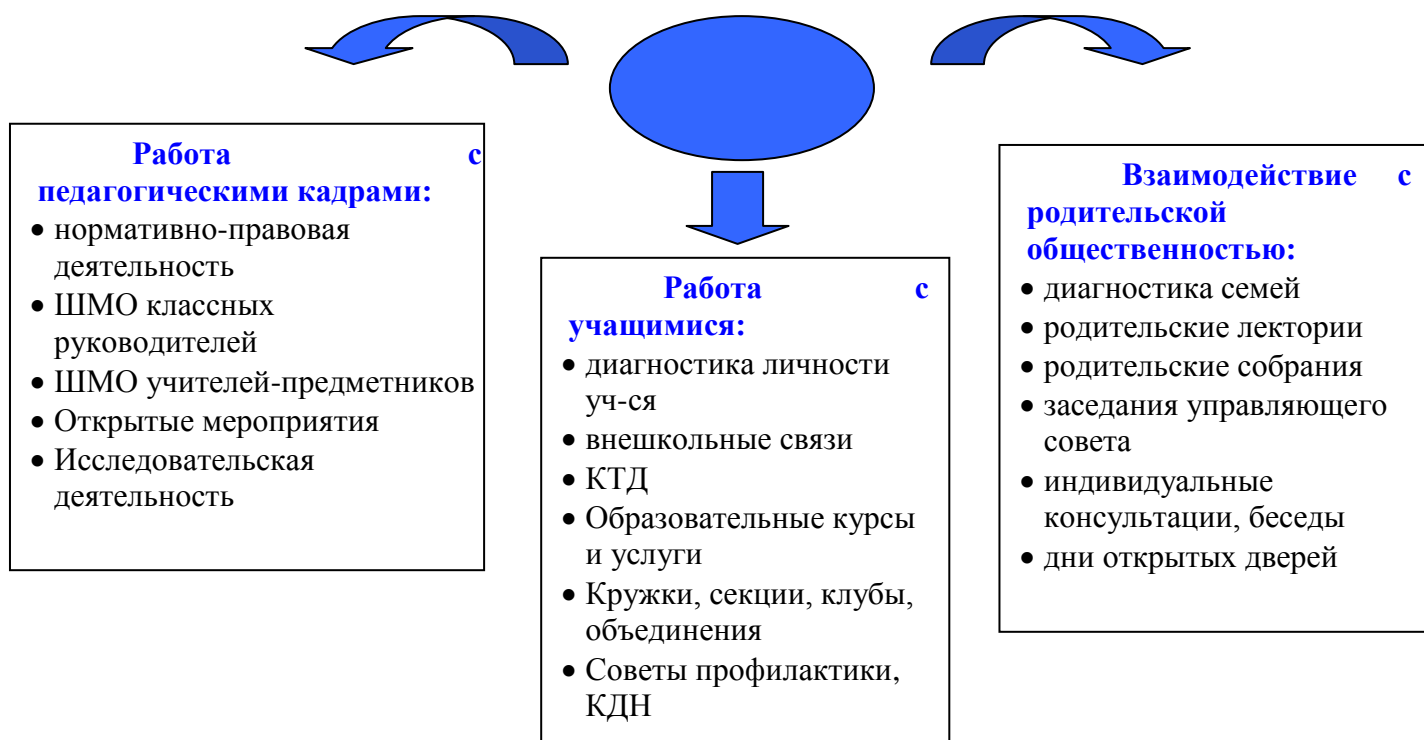 Работа с
педагогическими кадрами:
• нормативно-правовая
деятельность
• ШМО классных
руководителей
• ШМО учителей-предметников
• Открытые мероприятия
• Исследовательская
деятельность
Работа с
учащимися:
• диагностика личности
уч-ся
• внешкольные связи
• КТД
• Образовательные курсы
и услуги
• Кружки, секции, клубы,
объединения
• Советы профилактики,
КДН
Взаимодействие с
родительской
общественностью:
• диагностика семей
• родительские лектории
• родительские собрания
• заседания управляющего
совета
• индивидуальные
консультации, беседы
• дни открытых дверей